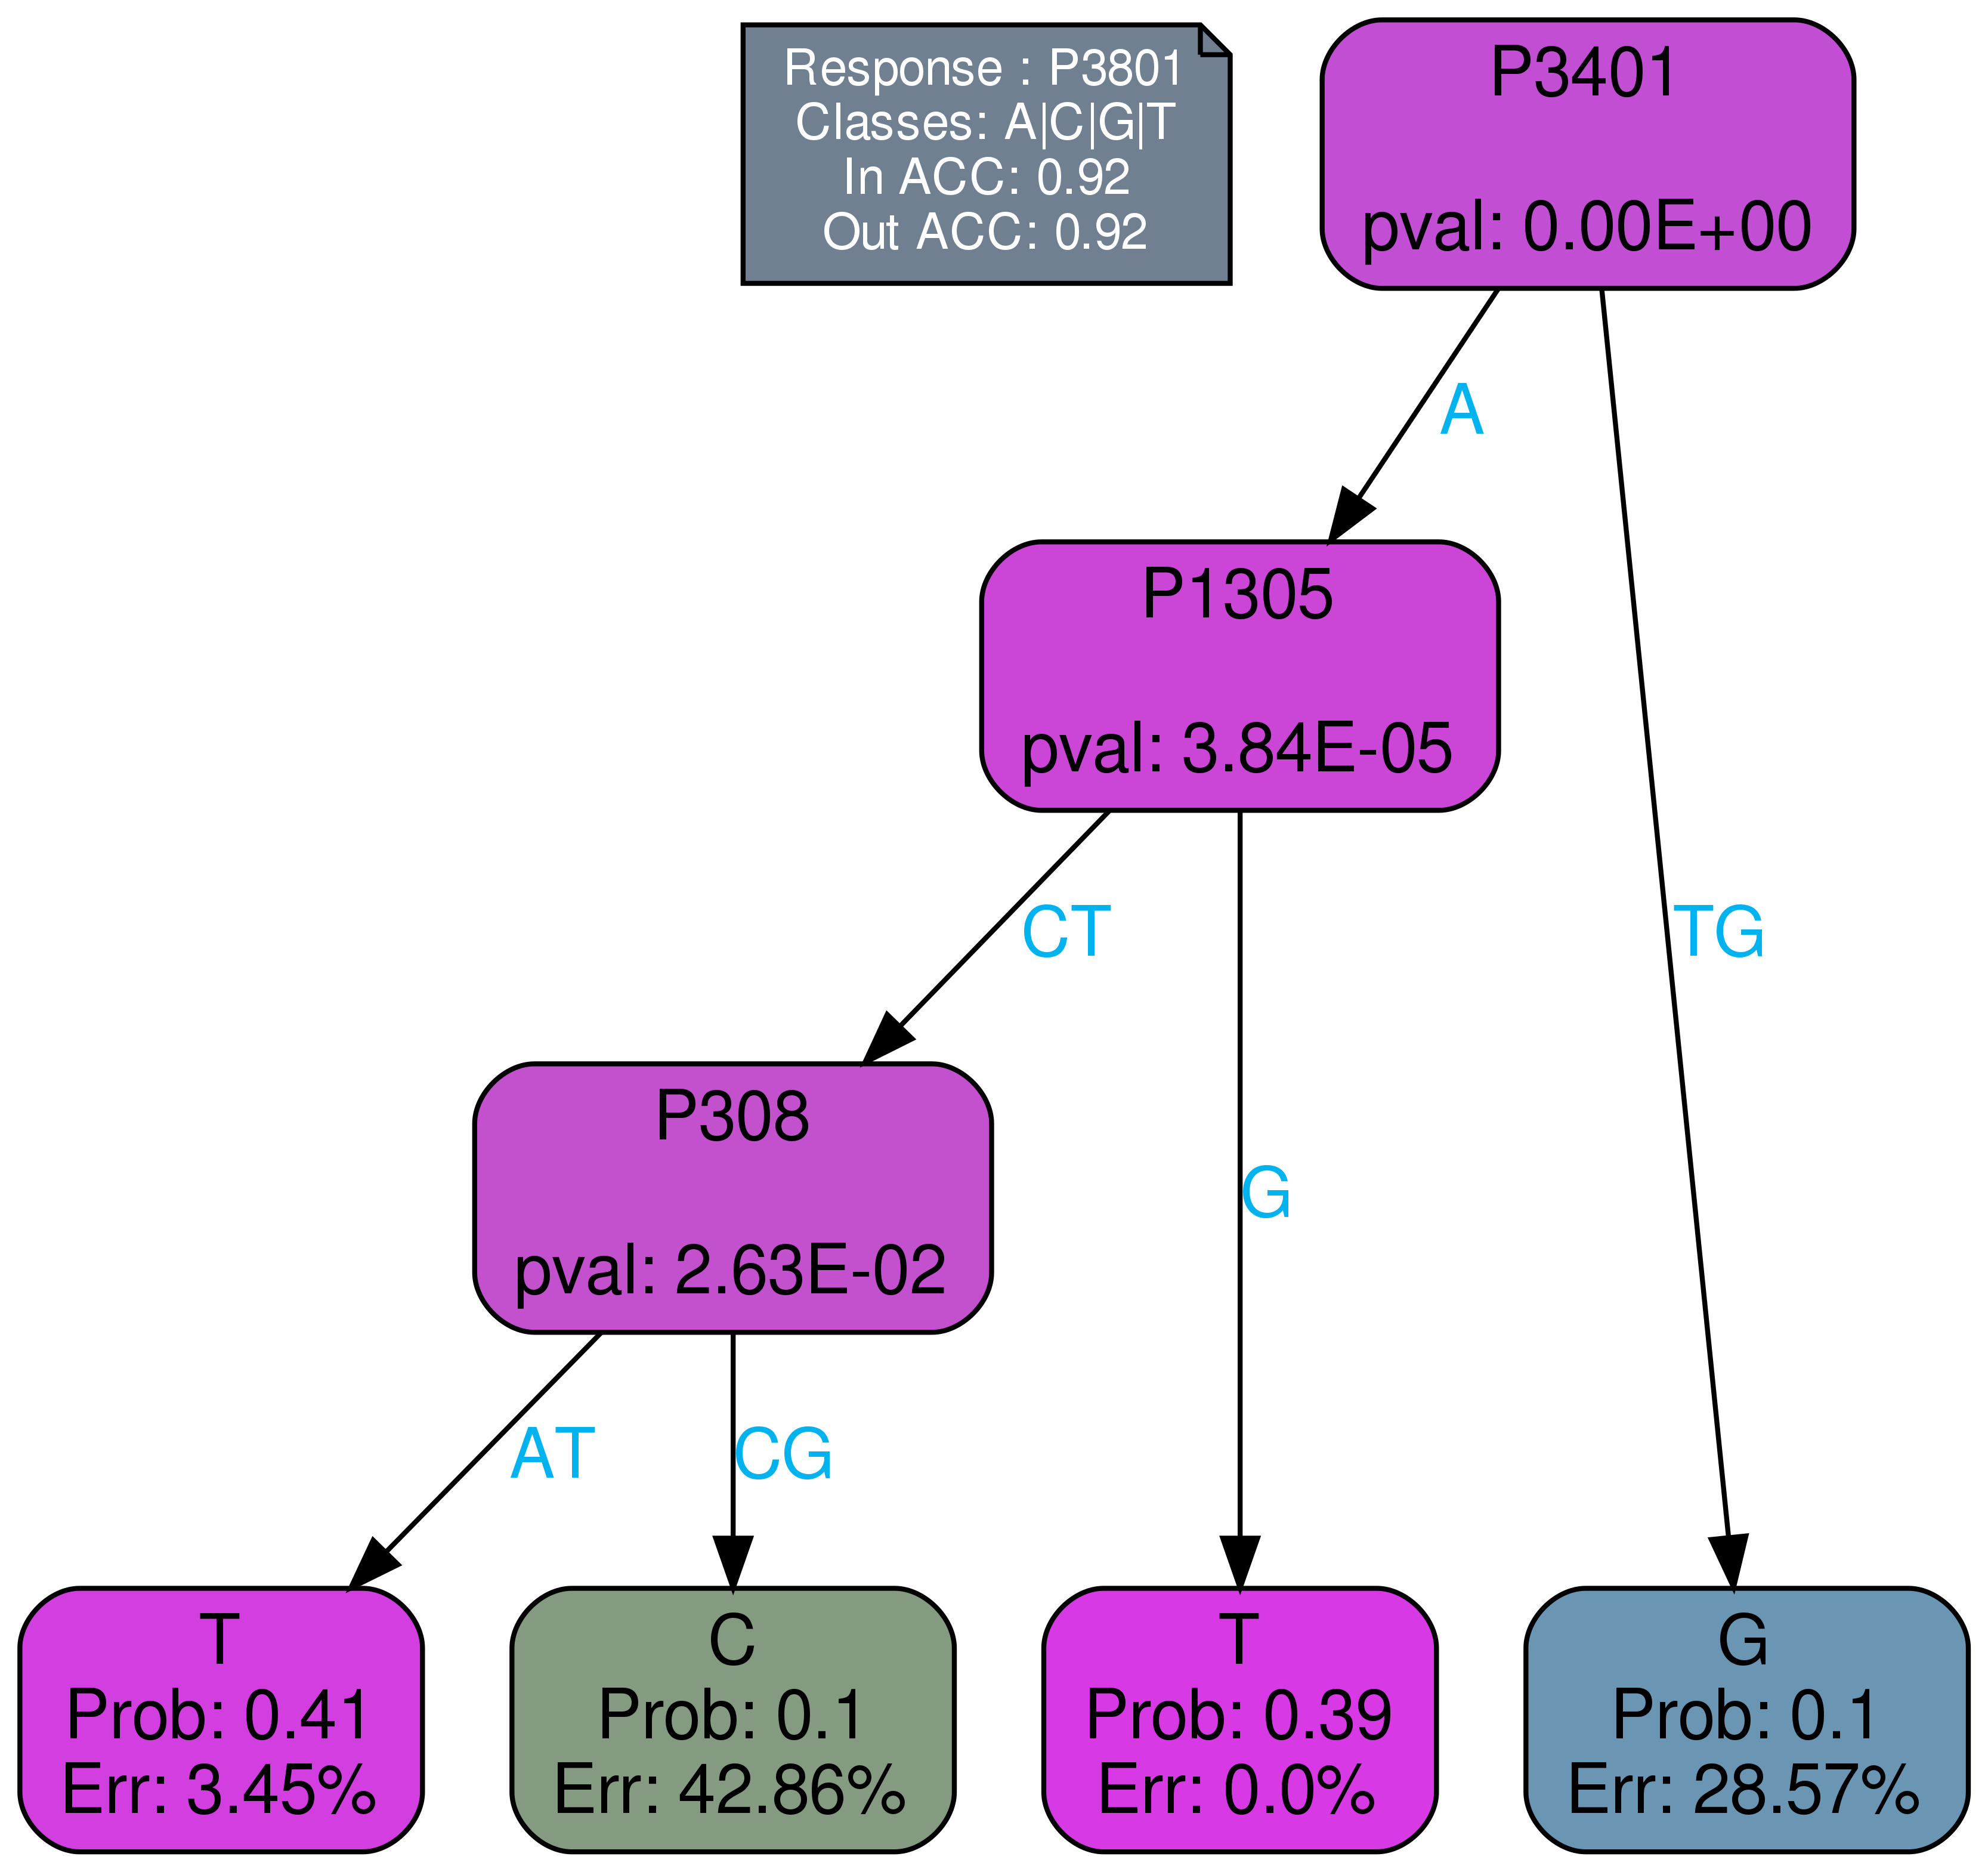 Response : P3801
Classes: A|C|G|T
In ACC: 0.92
Out ACC: 0.92
P3401
pval: 0.00E+00
A
P1305
pval: 3.84E-05
CT
TG
P308
pval: 2.63E-02
G
AT
CG
T
Prob: 0.41
Err: 3.45%
C
Prob: 0.1
Err: 42.86%
T
Prob: 0.39
Err: 0.0%
G
Prob: 0.1
Err: 28.57%